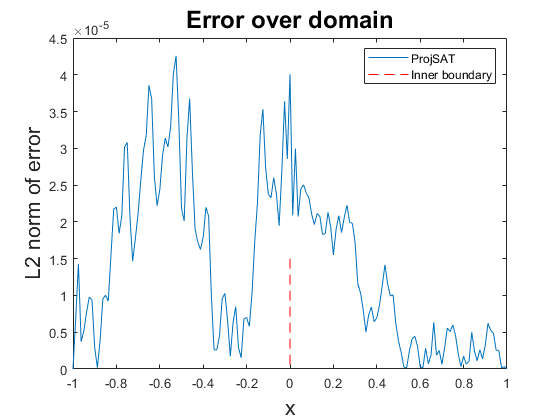 Error over domain
×10^-5
4.5
4
3.5
3
2.5
2
1.5
1
0.5
0
L2 norm of error
ProjSAT
Inner boundary
-1 -0.8 -0.6 -0.4 -0.2 0 0.2 0.4 0.6 0.8 1
x